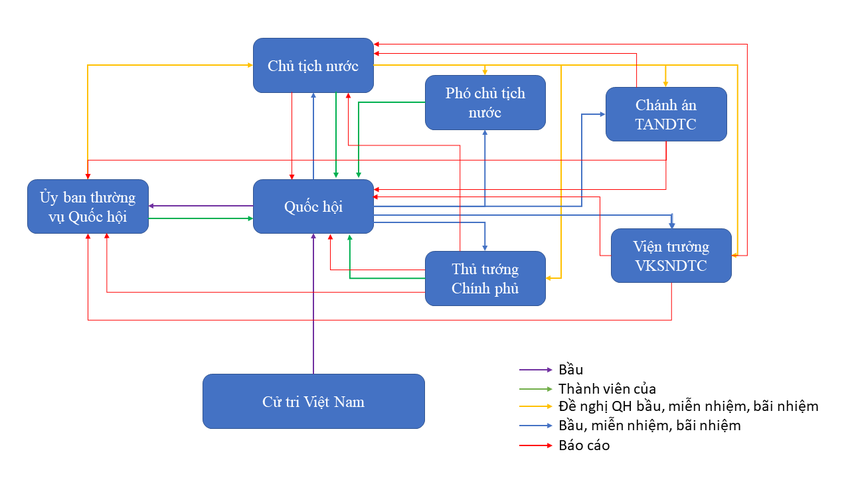 Chủ tịch nước
Phó chủ tịch
nước
Chánh án
TANDTC
Ủy ban thường
vụ Quốc hội
Quốc hội
Viện trưởng
VKSNDTC
Thủ tướng
Chính phủ
Cử tri Việt Nam
Bầu
Thành viên của
Đề nghị QH bầu, miễn nhiệm, bãi nhiệm
Bầu, miễn nhiệm, bãi nhiệm
Báo cáo